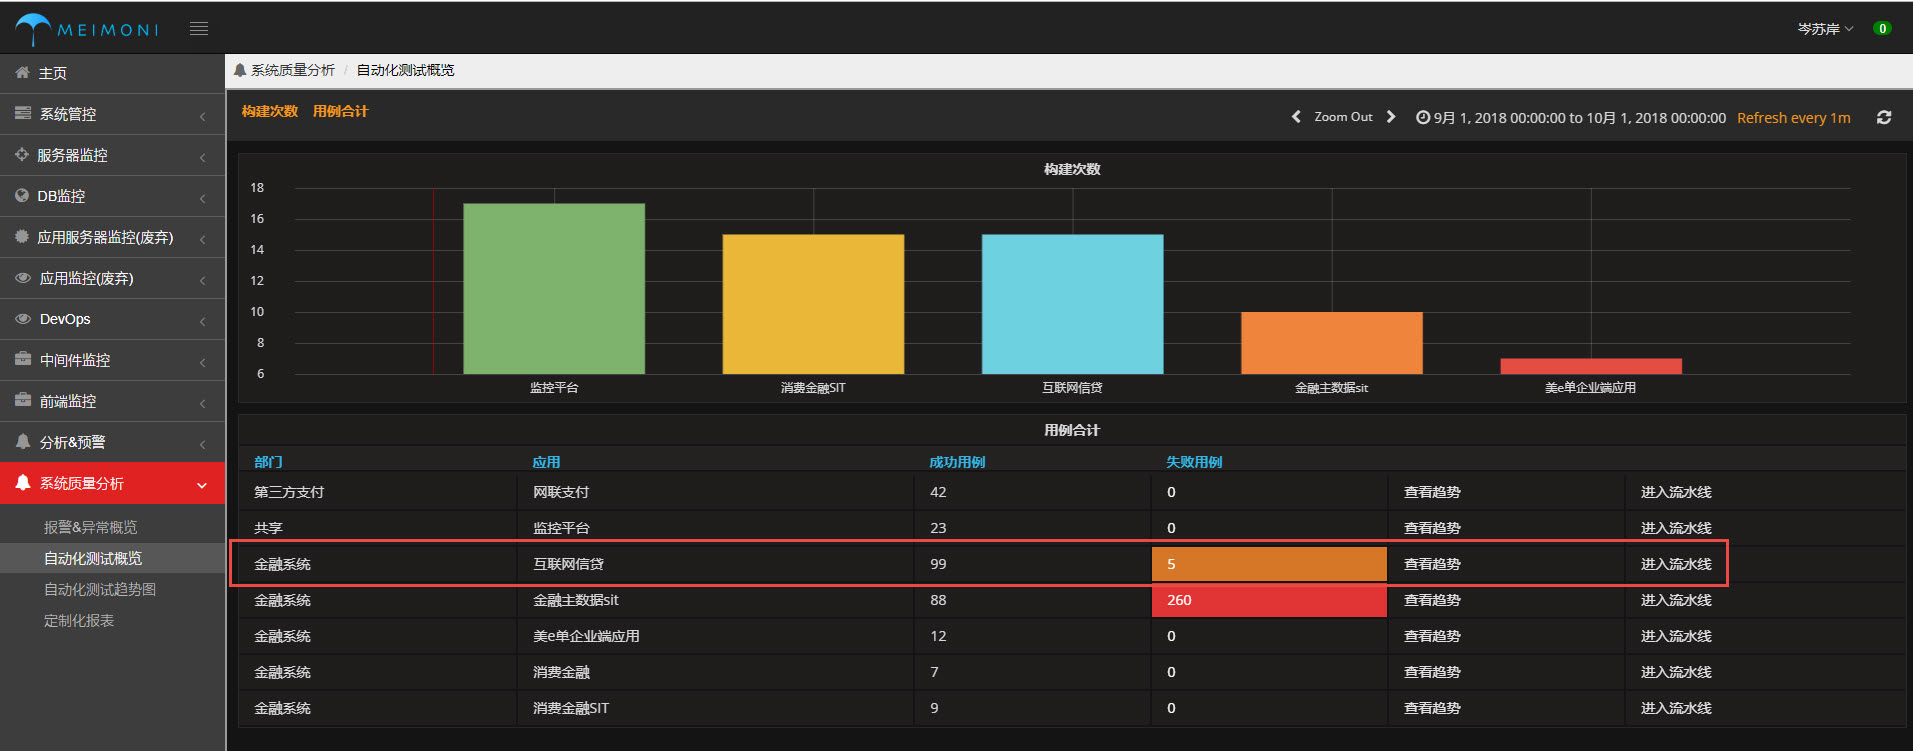 MEIMONI
岑苏岸
0
主页
系统管控
服务器监控
DB监控
应用服务器监控(废弃)
应用监控(废弃)
DevOps
中间件监控
前端监控
分析&预警
系统质量分析
报警&异常概览
自动化测试概览
自动化测试趋势图
定制化报表
系统质量分析 / 自动化测试概览
构建次数 用例合计
Zoom Out 9月 1, 2018 00:00:00 to 10月 1, 2018 00:00:00 Refresh every 1m
构建次数
18
16
14
12
10
8
6
监控平台 消费金融SIT 互联网信贷 金融主数据sit 美e单企业端应用
用例合计
部门 应用 成功用例 失败用例
第三方支付 网联支付 42 0 查看趋势 进入流水线
共享 监控平台 23 0 查看趋势 进入流水线
金融系统 互联网信贷 99 5 查看趋势 进入流水线
金融系统 金融主数据sit 88 260 查看趋势 进入流水线
金融系统 美e单企业端应用 12 0 查看趋势 进入流水线
金融系统 消费金融 7 0 查看趋势 进入流水线
金融系统 消费金融SIT 9 0 查看趋势 进入流水线